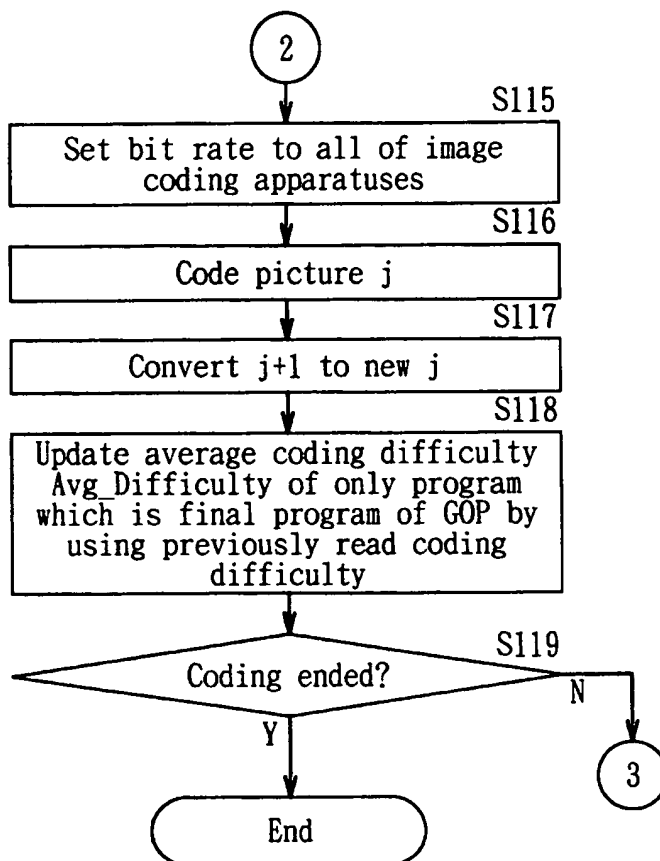 2
S115
Set bit rate to all of image
coding apparatuses
S116
Code picture j
S117
Convert j+1 to new j
S118
Update average coding difficulty
Avg_Difficulty of only program
which is final program of GOP by
using previously read coding
difficulty
S119
Coding ended?
N
Y
3
End